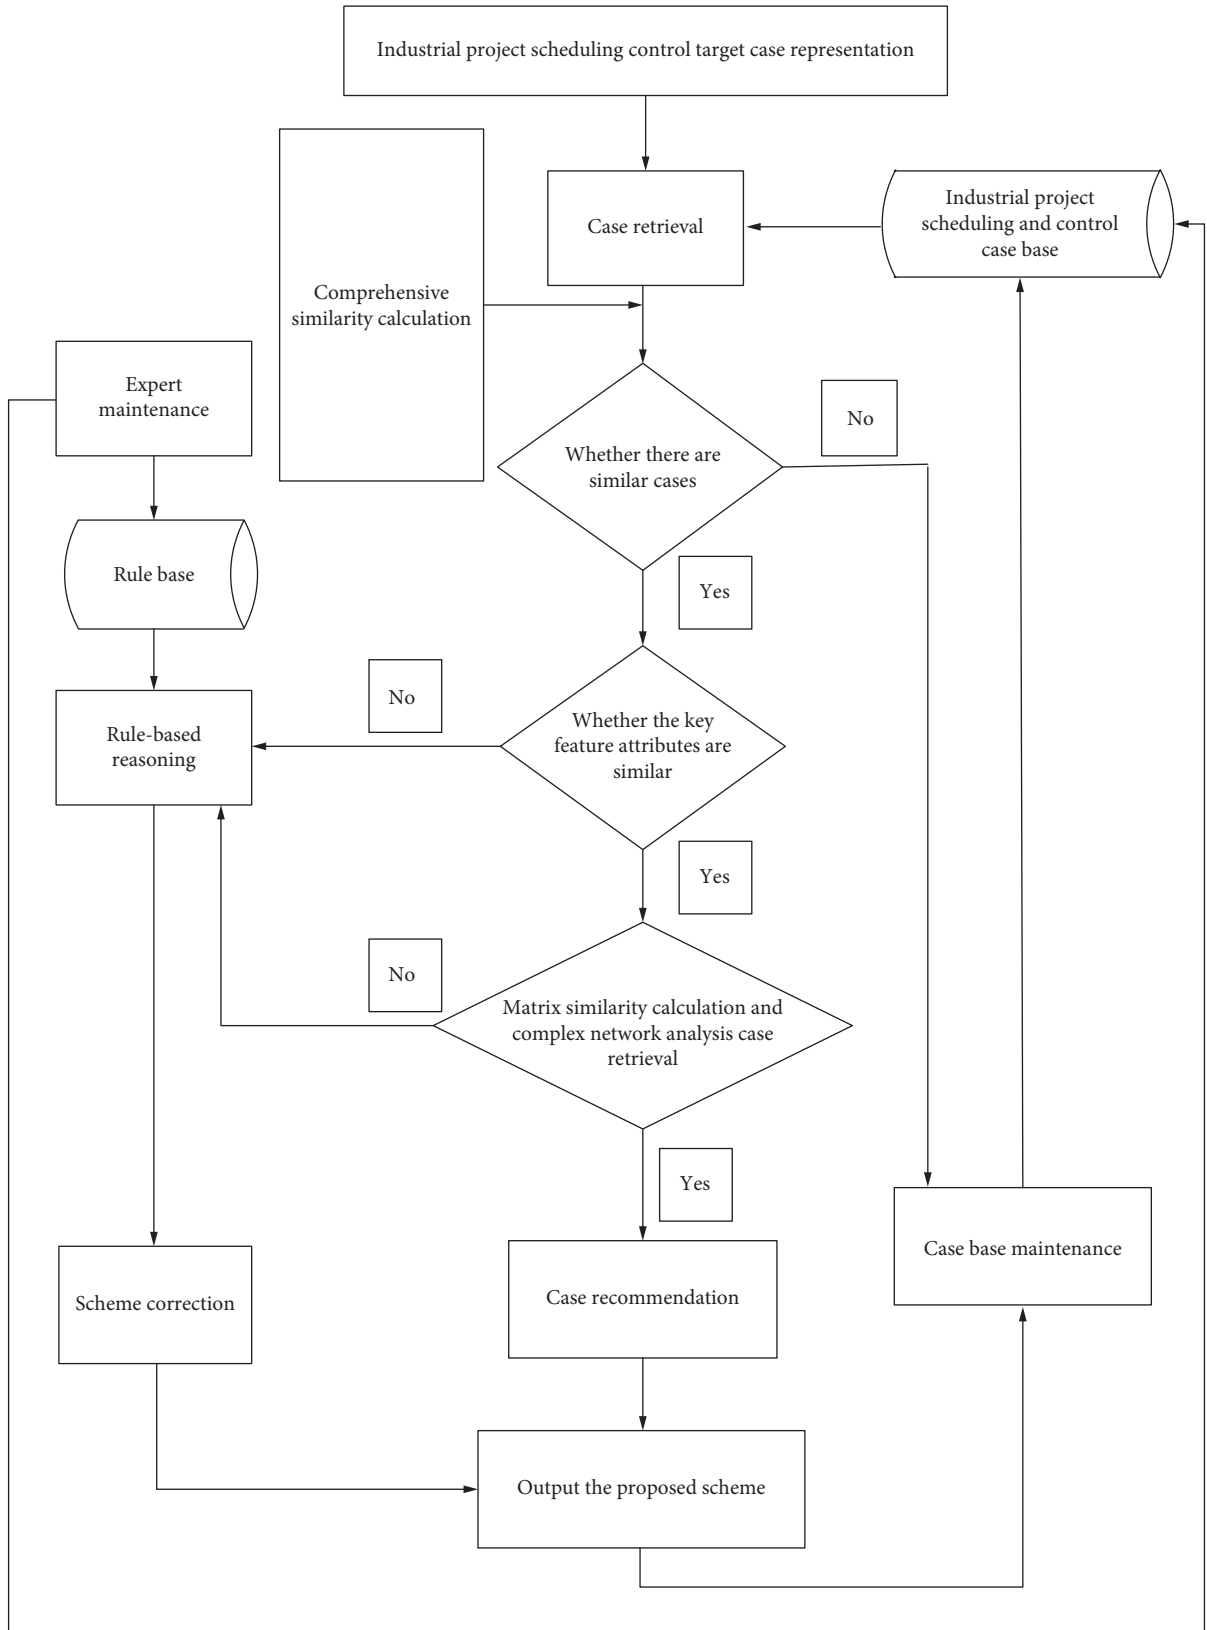 Industrial project scheduling control target case representation
Case retrieval
Industrial project
scheduling and control
case base
Comprehensive
similarity calculation
Expert
maintenance
No
Whether there are
similar cases
Rule base
Yes
No
Whether the key
feature attributes are
similar
Rule-based
reasoning
Yes
No
Matrix similarity calculation and
complex network analysis case
retrieval
Yes
Case base maintenance
Scheme correction
Case recommendation
Output the proposed scheme